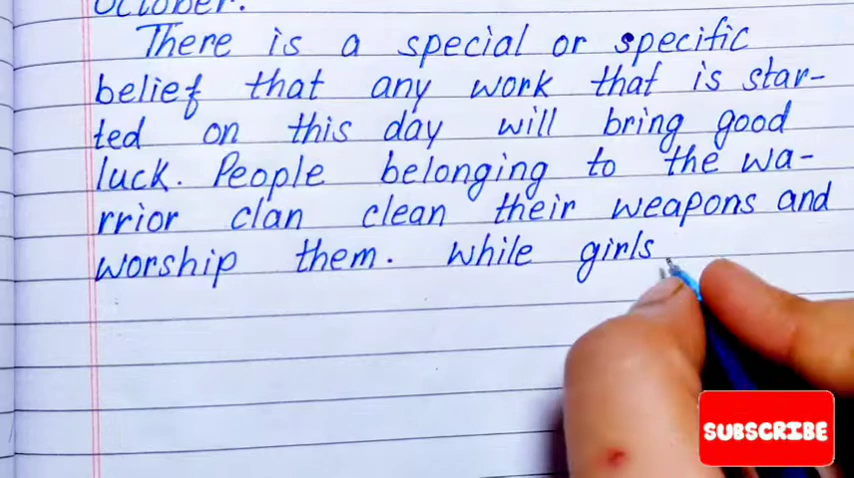 October.
There is a special or specific
belief that any work that is star-
ted on this day will bring good
luck. People belonging to the wa-
rrior clan clean their weapons and
worship them. While girls
SUBSCRIBE